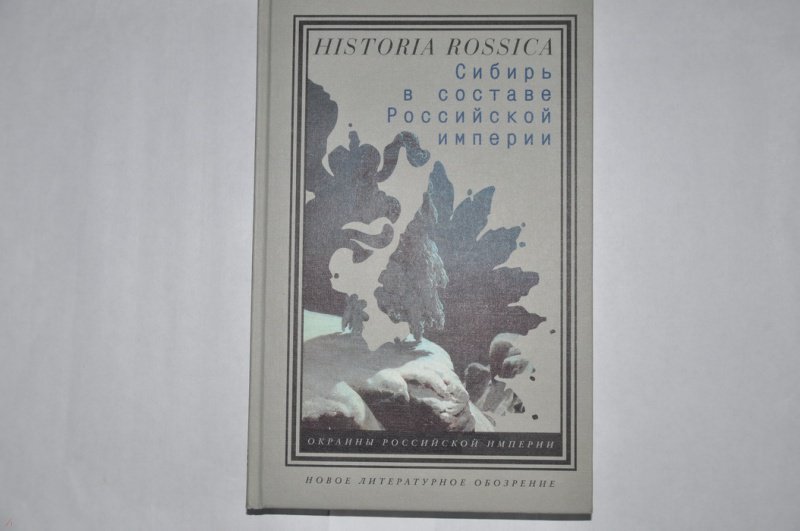 HISTORIA ROSSICA
Сибирь
в составе
Российской
империи
ОКРАИНЫ РОССИЙСКОЙ ИМПЕРИИ
НОВОЕ ЛИТЕРАТУРНОЕ ОБОЗРЕНИЕ